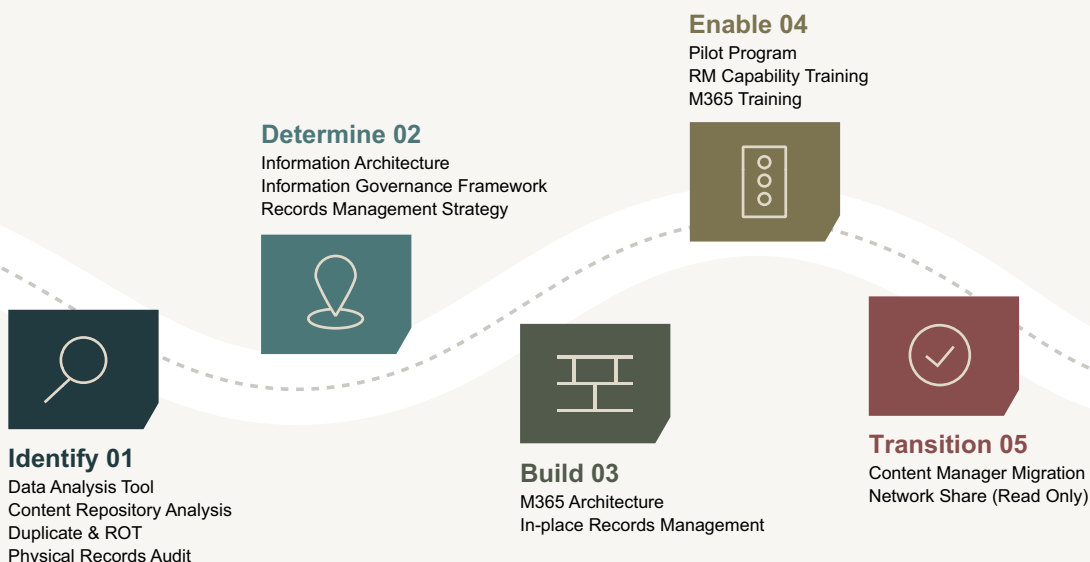 Identify 01
Data Analysis Tool
Content Repository Analysis
Duplicate & ROT
Physical Records Audit
Determine 02
Information Architecture
Information Governance Framework
Records Management Strategy
Build 03
M365 Architecture
In-place Records Management
Enable 04
Pilot Program
RM Capability Training
M365 Training
Transition 05
Content Manager Migration
Network Share (Read Only)